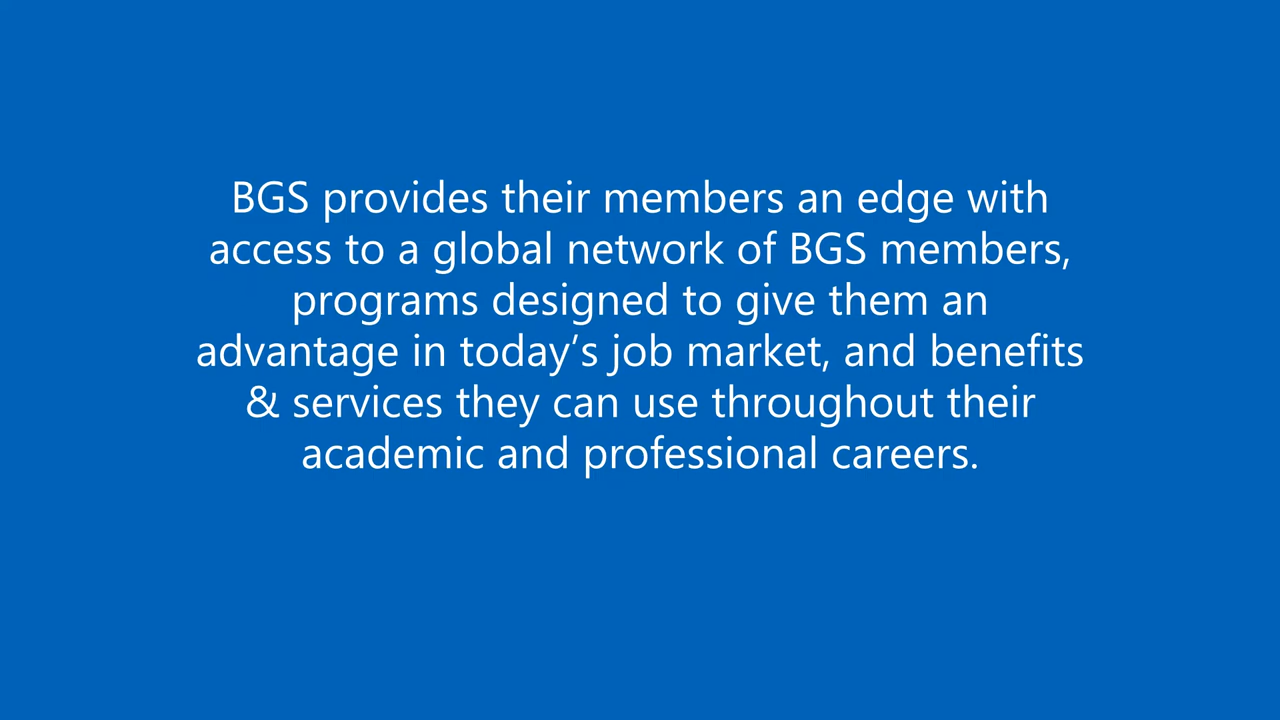 BGS provides their members an edge with
access to a global network of BGS members,
programs designed to give them an
advantage in today’s job market, and benefits
& services they can use throughout their
academic and professional careers.